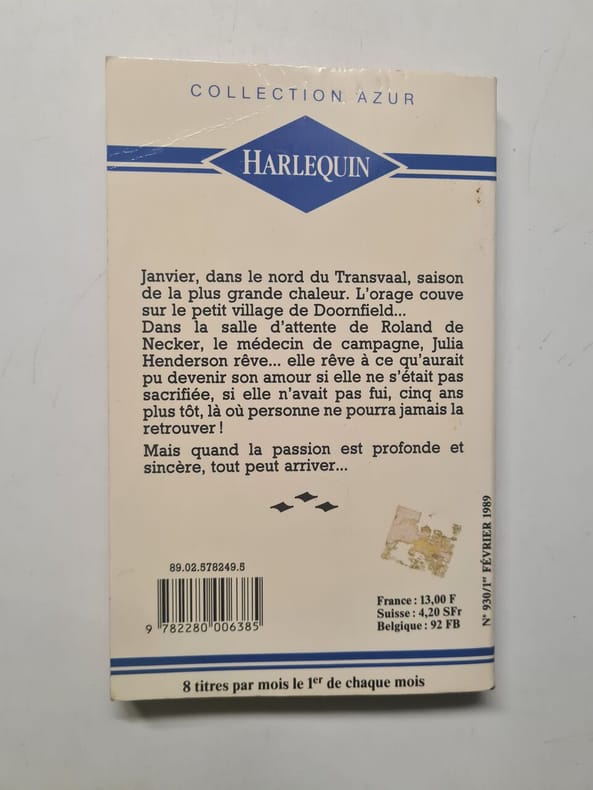 COLLECTION AZUR
HARLEQUIN
Janvier, dans le nord du Transvaal, saison
de la plus grande chaleur. L'orage couve
sur le petit village de Doornfield...
Dans la salle d'attente de Roland de
Necker, le médecin de campagne, Julia
Henderson rêve... elle rêve à ce qu'aurait
pu devenir son amour si elle ne s'était pas
sacrifiée, si elle n'avait pas fui, cinq ans
plus tôt, là où personne ne pourra jamais la
retrouver !
Mais quand la passion est profonde et
sincère, tout peut arriver...
89.02.578249.5
9 782280 006385
France : 13,00 F
Suisse : 4,20 SFr
Belgique : 92 FB
N° 930/1er FÉVRIER 1989
8 titres par mois le 1er de chaque mois